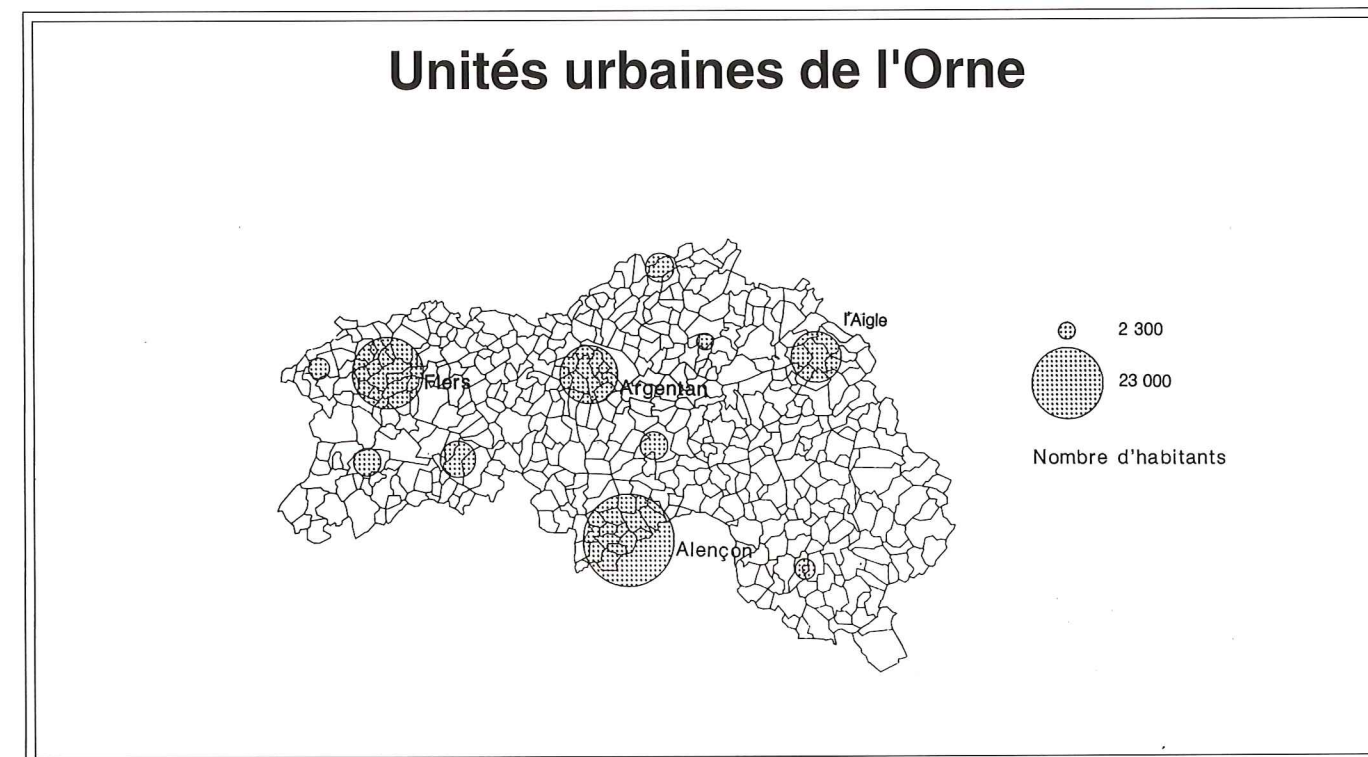 Unités urbaines de l'Orne
l'Aigle
2 300
Flers
Argentan
23 000
Nombre d'habitants
Alençon